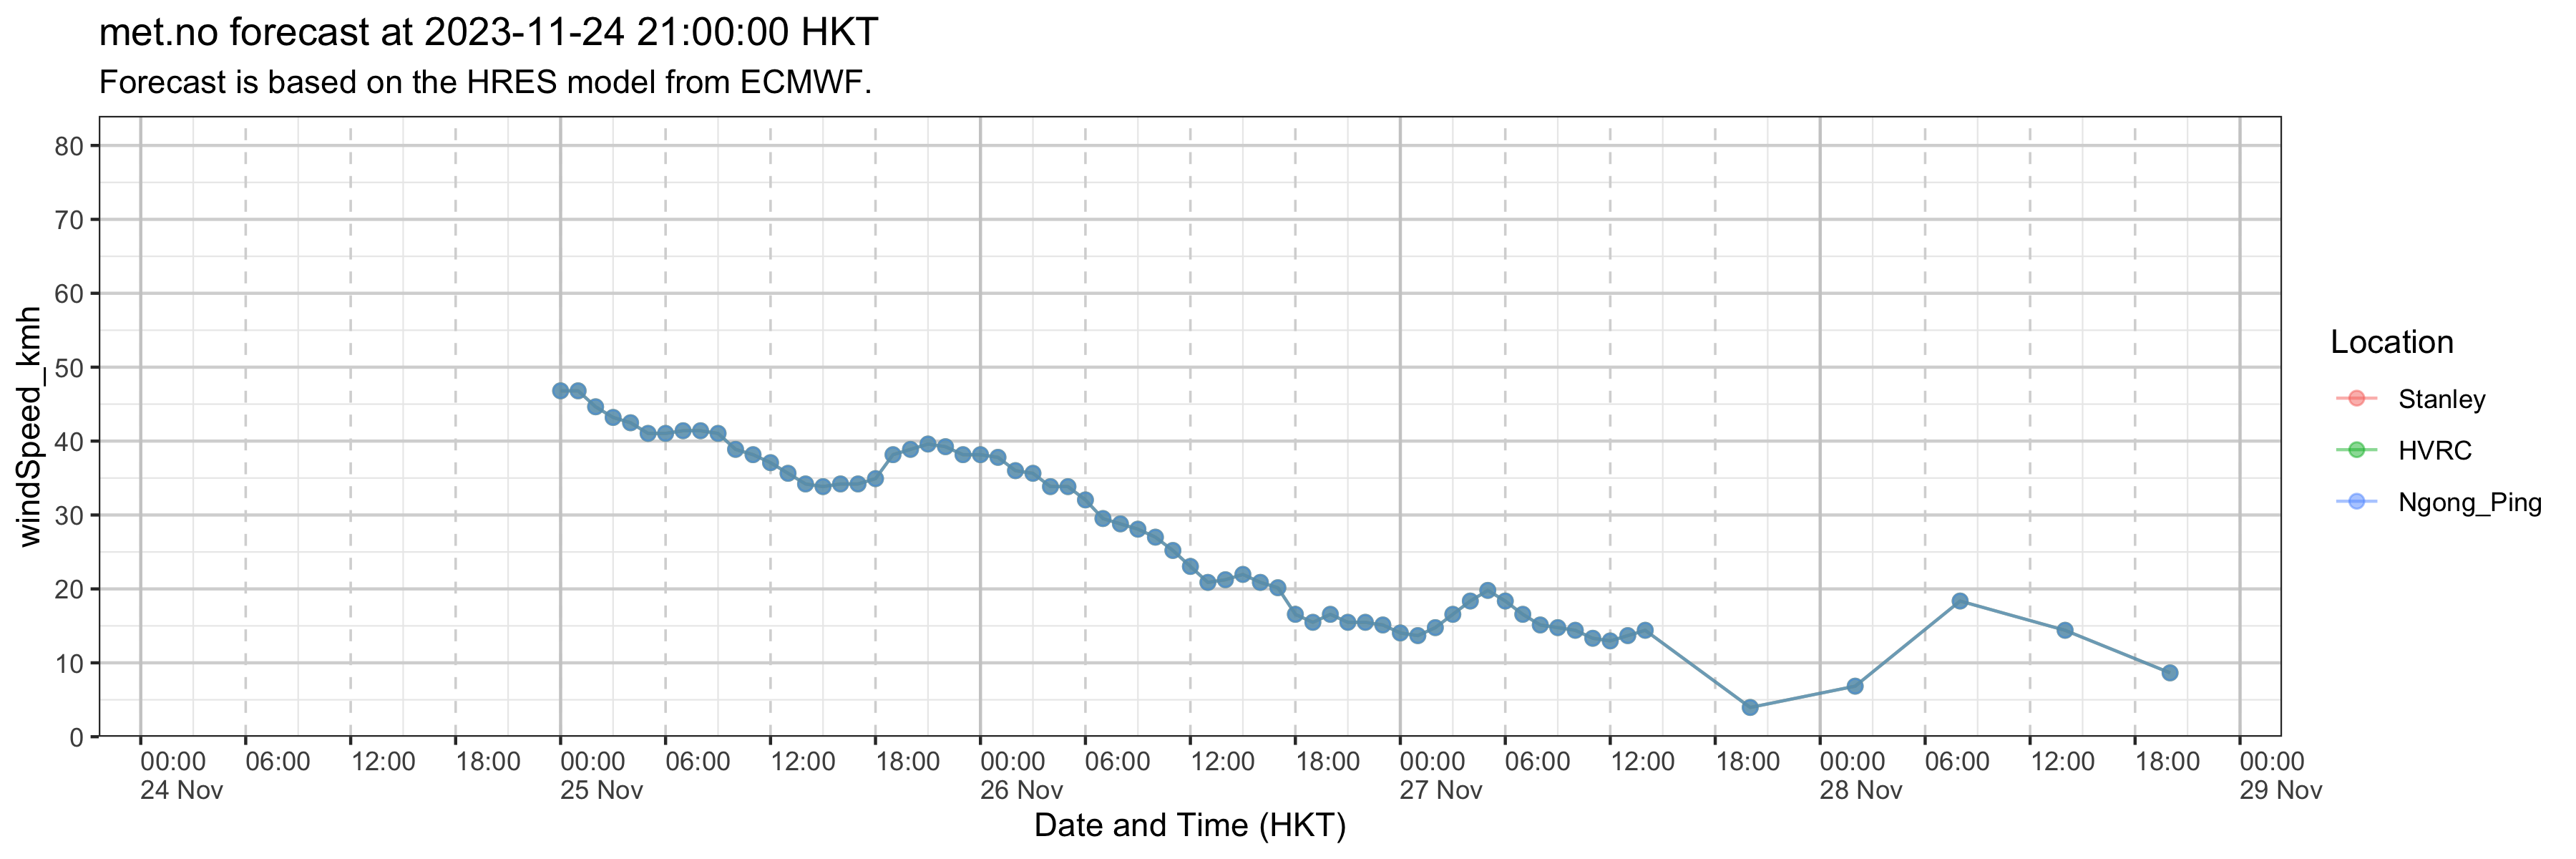 met.no forecast at 2023-11-24 21:00:00 HKT
Forecast is based on the HRES model from ECMWF.
windSpeed_kmh
80
70
60
50
40
30
20
10
0
00:00 06:00 12:00 18:00 00:00 06:00 12:00 18:00 00:00 06:00 12:00 18:00 00:00 06:00 12:00 18:00 00:00 06:00 12:00 18:00 00:00
24 Nov 25 Nov 26 Nov 27 Nov 28 Nov 29 Nov
Date and Time (HKT)
Location
Stanley
HVRC
Ngong_Ping